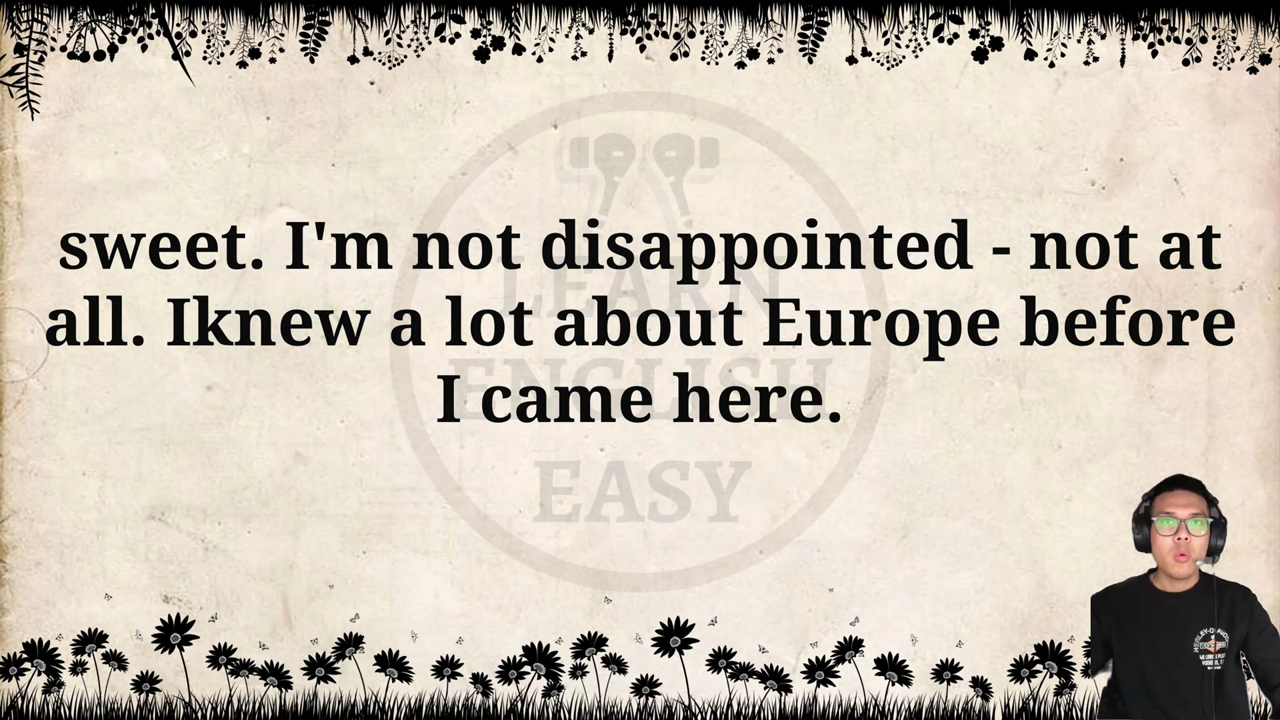 sweet. I'm not disappointed - not at
all. Iknew a lot about Europe before
I came here.
LEARN
ENGLISH
EASY